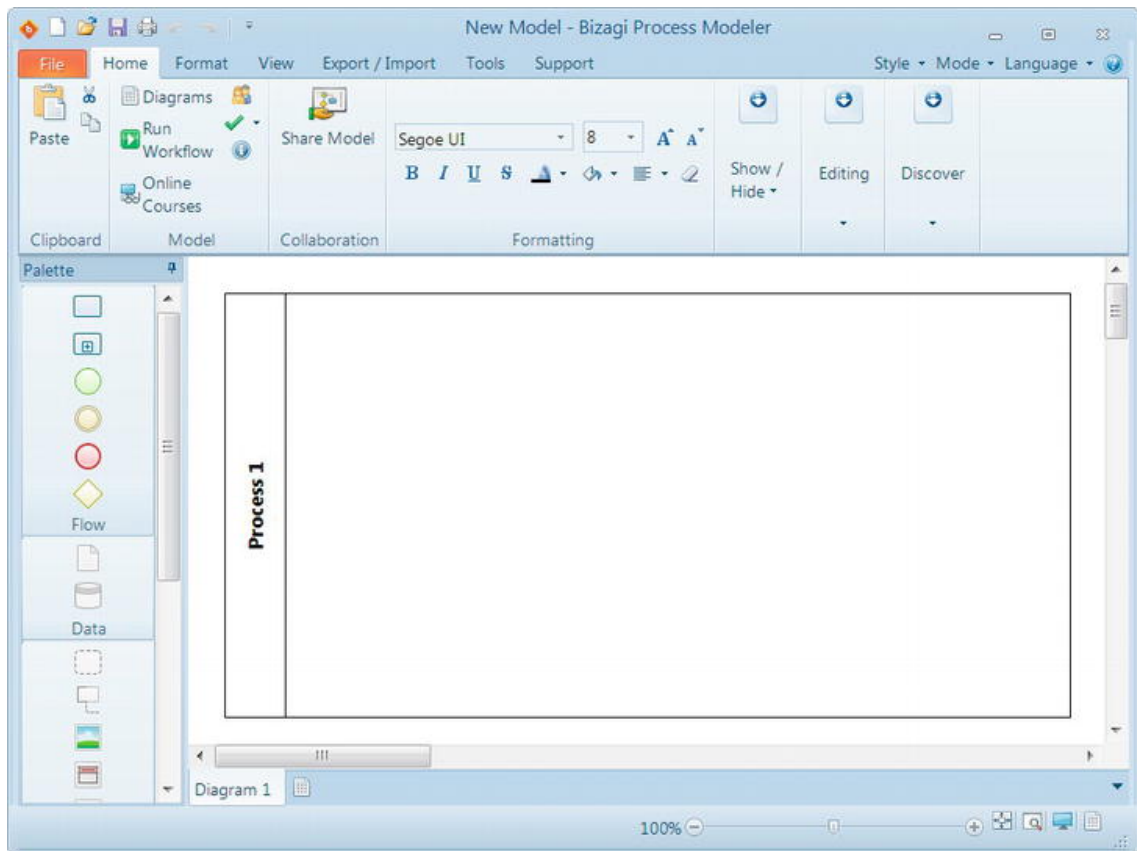 New Model - Bizagi Process Modeler
File Home Format View Export / Import Tools Support Style Mode Language
Paste
Diagrams
Run
Workflow
Online
Courses
Share Model
Segoe UI 8 A A
B I U S A
Show /
Hide
Editing
Discover
Clipboard Model Collaboration Formatting
Palette
Flow
Data
Process 1
Diagram 1
100%